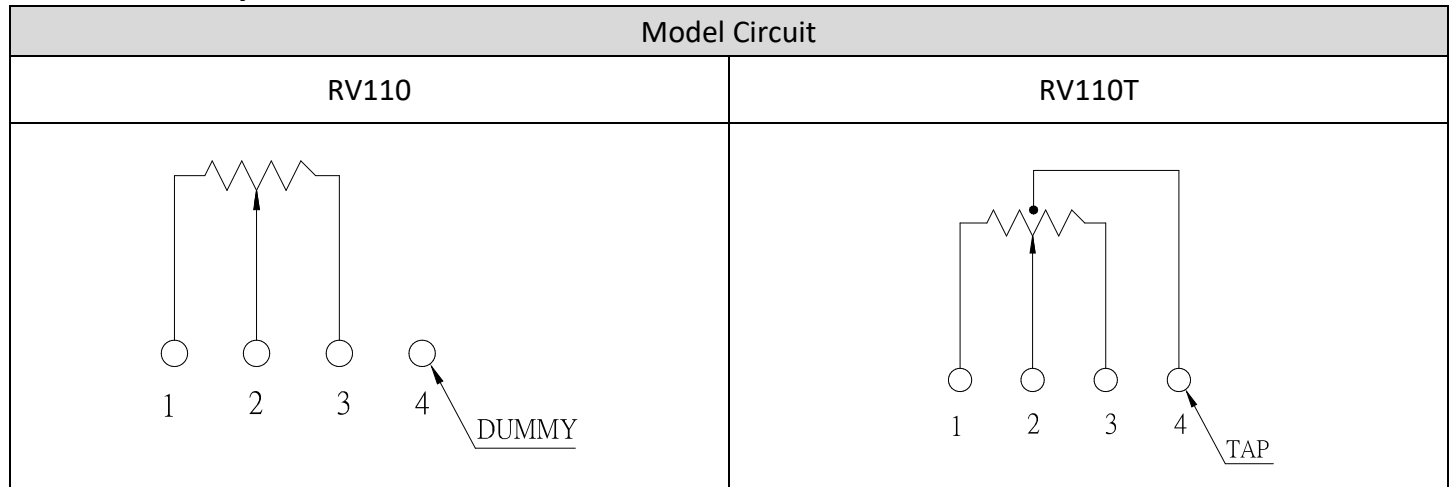 Model Circuit
RV110
RV110T
1 2 3 4
DUMMY
1 2 3 4
TAP